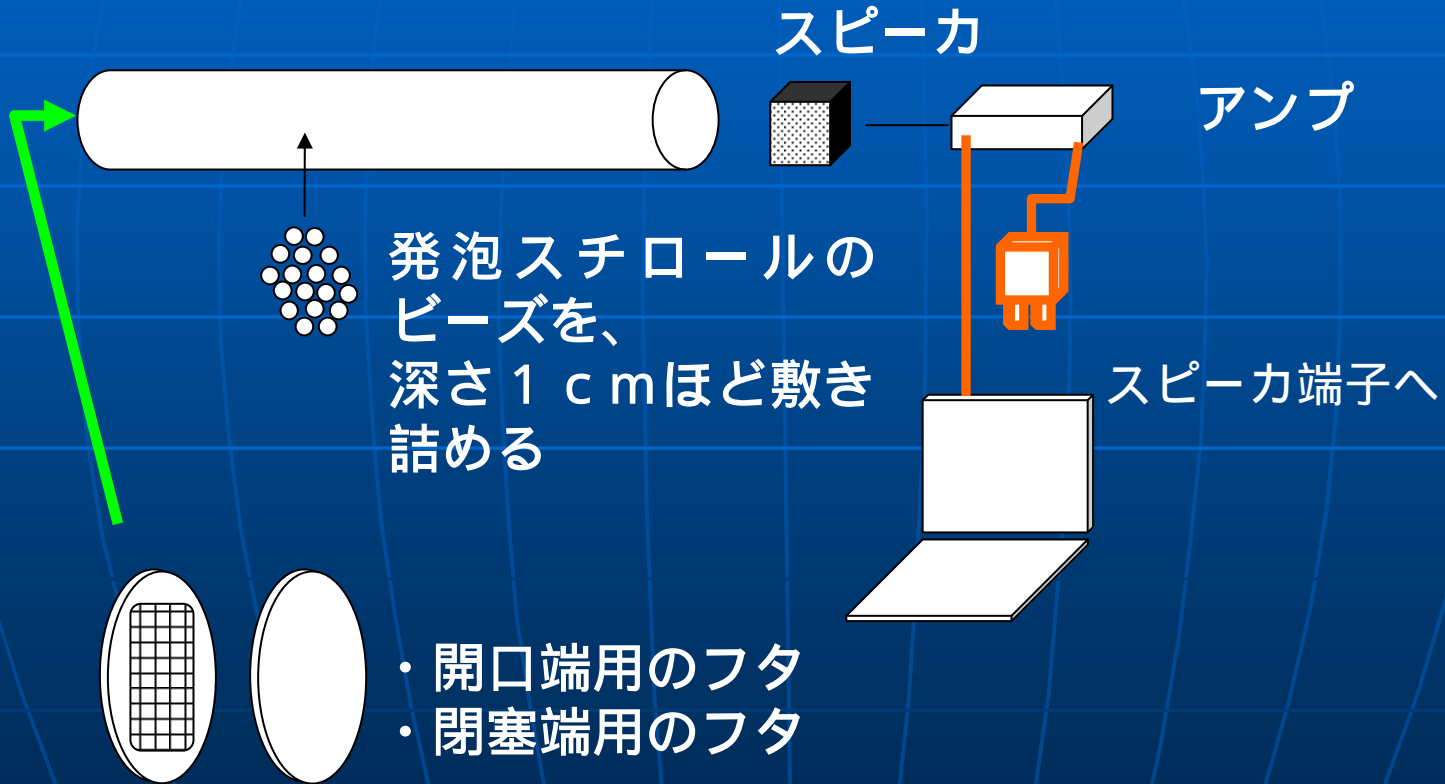 スピーカ
アンプ
発泡スチロールの
ビーズを、
深さ1cmほど敷き
詰める
スピーカ端子へ
・開口端用のフタ
・閉塞端用のフタ